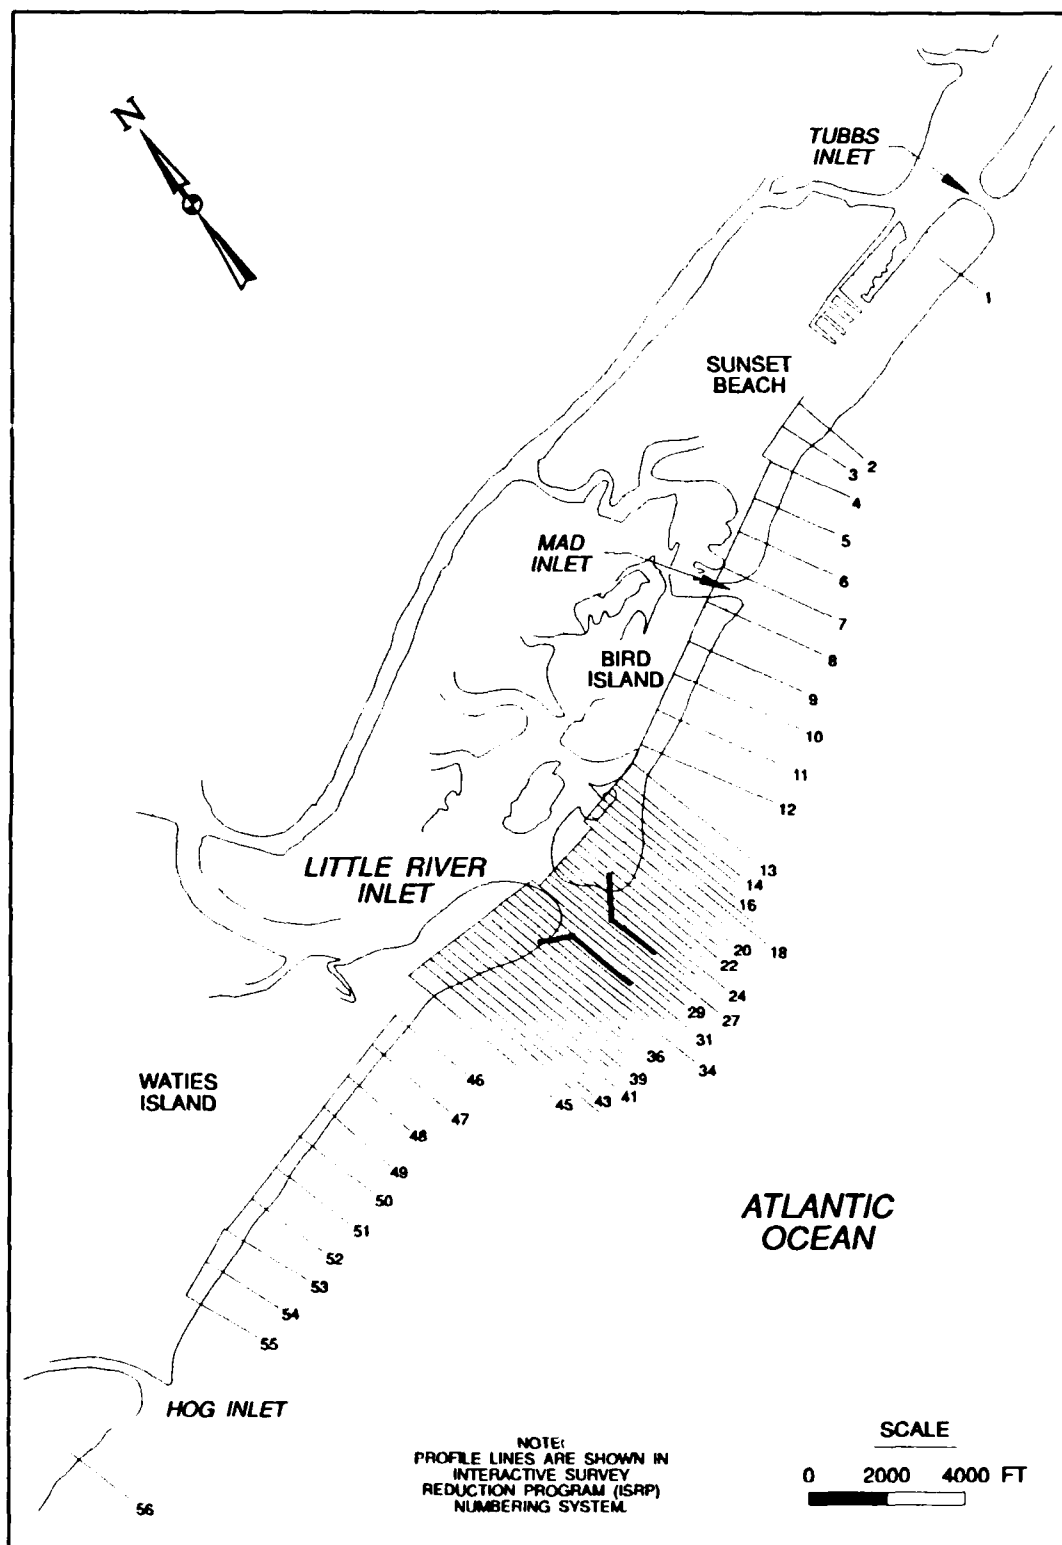 N
TUBBS
INLET
1
SUNSET
BEACH
2
3
4
5
MAD
INLET
6
7
8
BIRD
ISLAND
9
10
11
12
LITTLE RIVER
INLET
13
14
16
18
20
22
24
27
29
31
34
36
39
41
43
45
46
47
48
49
50
51
52
53
54
55
WATIES
ISLAND
ATLANTIC
OCEAN
HOG INLET
56
NOTE:
PROFILE LINES ARE SHOWN IN
INTERACTIVE SURVEY
REDUCTION PROGRAM (ISRP)
NUMBERING SYSTEM.
SCALE
0 2000 4000 FT